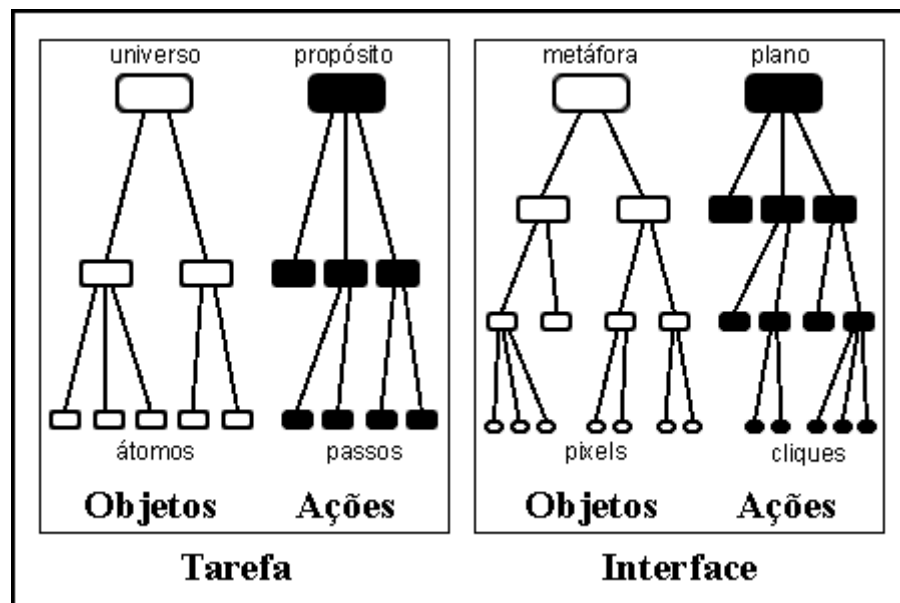 universo propósito metáfora plano
átomos passos pixels cliques
Objetos Ações Objetos Ações
Tarefa Interface